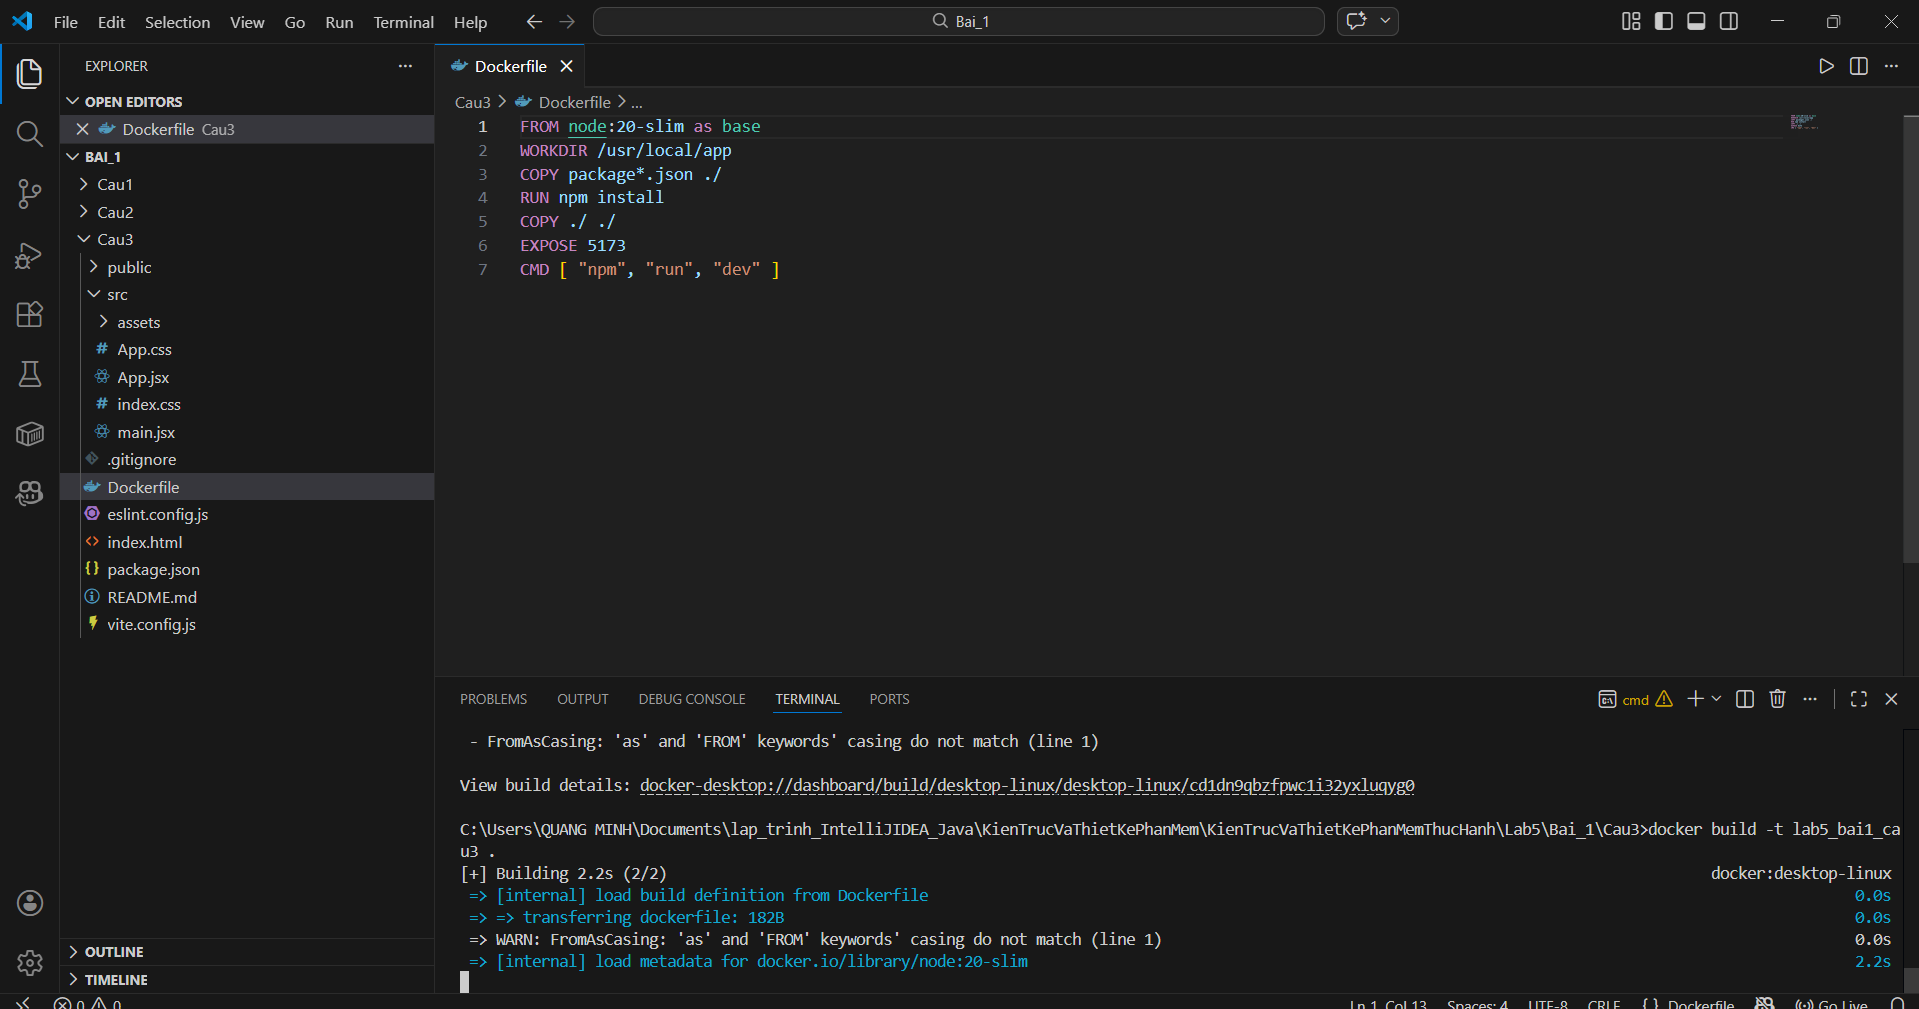 File Edit Selection View Go Run Terminal Help
Bai_1
EXPLORER
OPEN EDITORS
Dockerfile Cau3
BAI_1
Cau1
Cau2
Cau3
public
src
assets
App.css
App.jsx
index.css
main.jsx
.gitignore
Dockerfile
eslint.config.js
index.html
package.json
README.md
vite.config.js
OUTLINE
TIMELINE
Dockerfile
Cau3 > Dockerfile > ...
1 FROM node:20-slim as base
2 WORKDIR /usr/local/app
3 COPY package*.json ./
4 RUN npm install
5 COPY ./ ./
6 EXPOSE 5173
7 CMD [ "npm", "run", "dev" ]
PROBLEMS OUTPUT DEBUG CONSOLE TERMINAL PORTS
cmd
- FromAsCasing: 'as' and 'FROM' keywords' casing do not match (line 1)
View build details: docker-desktop://dashboard/build/desktop-linux/desktop-linux/cd1dn9qbzfpwc1i32yxluqyg0
C:\Users\QUANG MINH\Documents\lap_trinh_IntelliJIDEA_Java\KienTrucVaThietKePhanMem\KienTrucVaThietKePhanMemThucHanh\Lab5\Bai_1\Cau3>docker build -t lab5_bai1_ca
u3 .
[+] Building 2.2s (2/2) docker:desktop-linux
=> [internal] load build definition from Dockerfile 0.0s
=> => transferring dockerfile: 182B 0.0s
=> WARN: FromAsCasing: 'as' and 'FROM' keywords' casing do not match (line 1) 0.0s
=> [internal] load metadata for docker.io/library/node:20-slim 2.2s
0 0 Ln 1, Col 13 Spaces: 4 UTF-8 CRLF {} Dockerfile Go Live